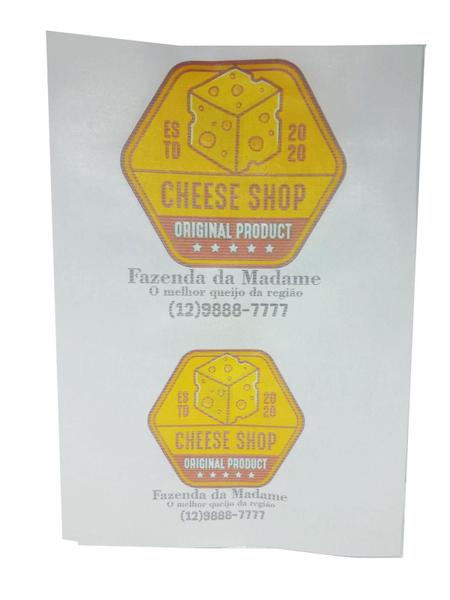 ES
TD
20
20
CHEESE SHOP
ORIGINAL PRODUCT
Fazenda da Madame
O melhor queijo da região
(12)9888-7777
ES
TD
20
20
CHEESE SHOP
ORIGINAL PRODUCT
Fazenda da Madame
O melhor queijo da região
(12)9888-7777